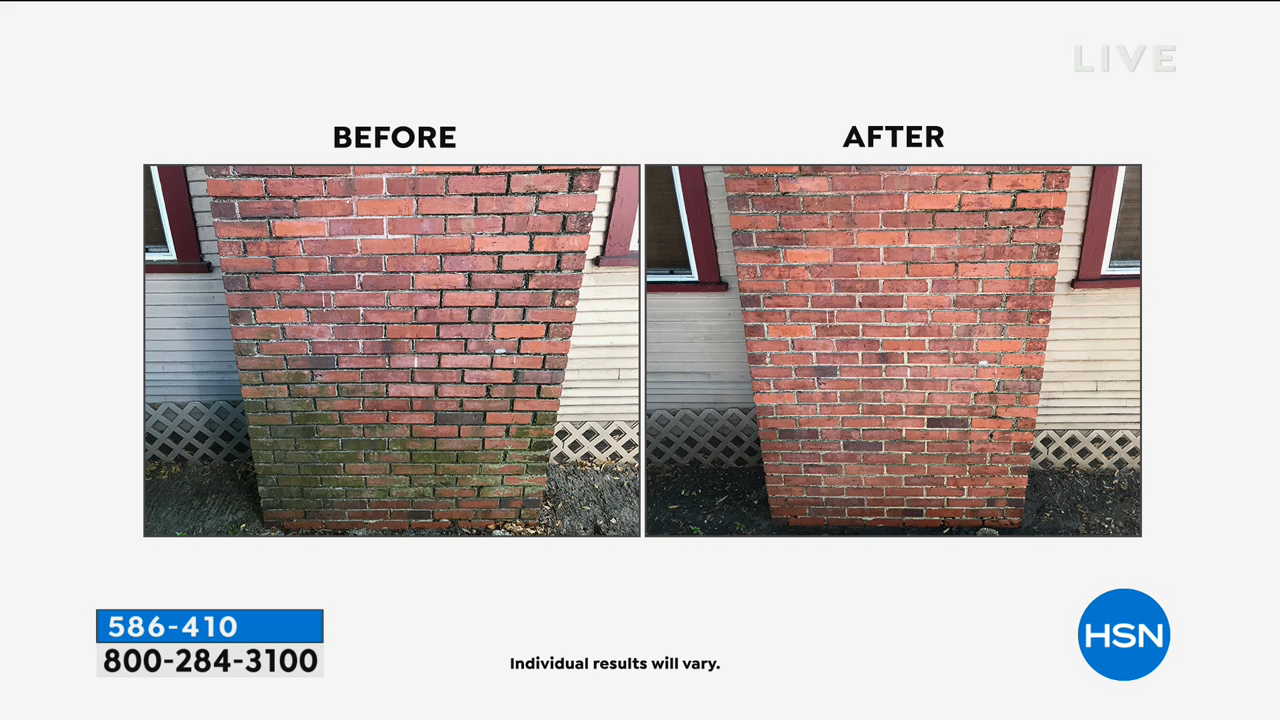 LIVE
BEFORE
AFTER
586-410
800-284-3100
Individual results will vary.
HSN